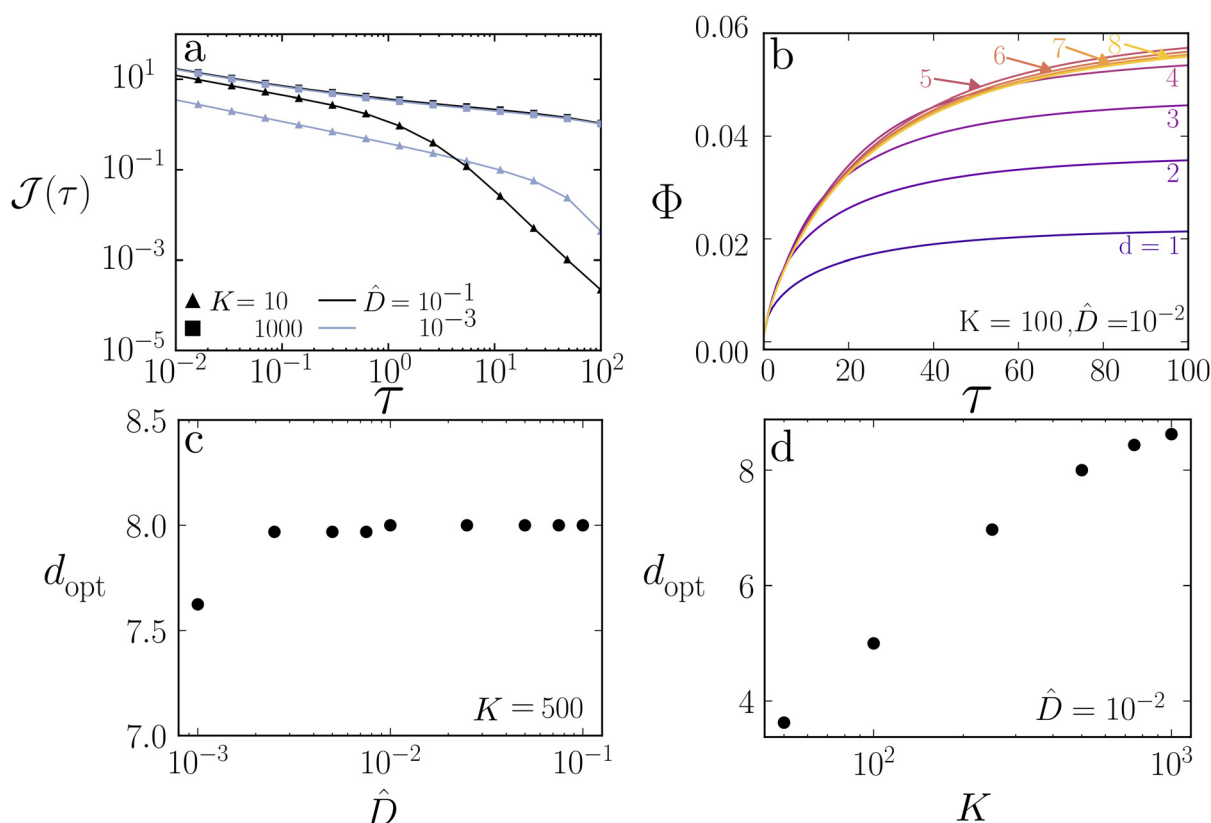 a
10^1
10^-1
10^-3
10^-5
𝒥(τ)
▲ K = 10 — D̂ = 10^-1
■ 1000 — 10^-3
10^-2 10^-1 10^0 10^1 10^2
τ
b
0.06
0.04
0.02
0.00
Φ
5 6 7 8
4
3
2
d = 1
K = 100, D̂ = 10^-2
0 20 40 60 80 100
τ
c
8.5
8.0
7.5
7.0
d_opt
K = 500
10^-3 10^-2 10^-1
D̂
d
8
6
4
d_opt
D̂ = 10^-2
10^2 10^3
K